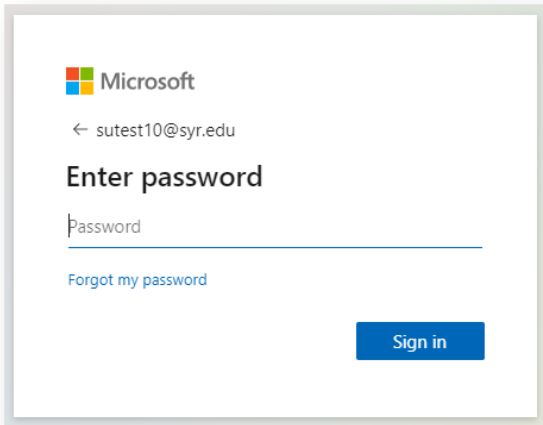 Microsoft
← sutest10@syr.edu
Enter password
Password
Forgot my password
Sign in